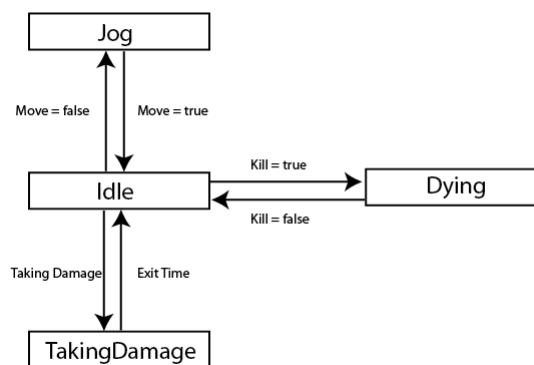 Jog
Move = false
Move = true
Kill = true
Idle
Dying
Kill = false
Taking Damage
Exit Time
TakingDamage